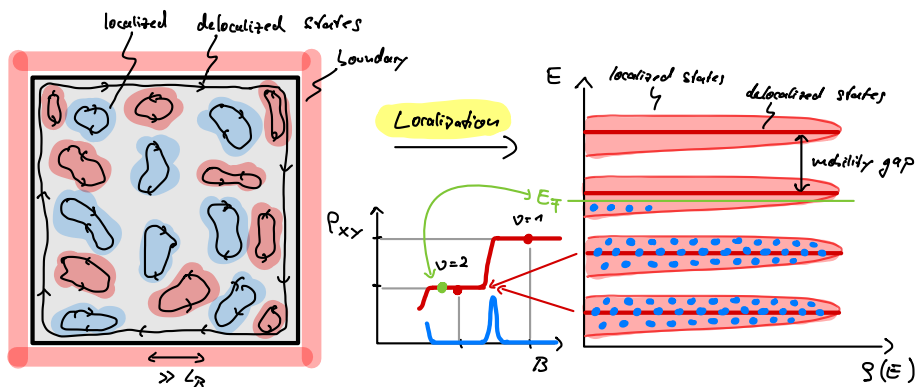 localized
delocalized states
Boundary
≫ L_B
Localization
ρ_xy
ν=2
ν=1
B
E_F
E
localized states
delocalized states
mobility gap
ρ(E)